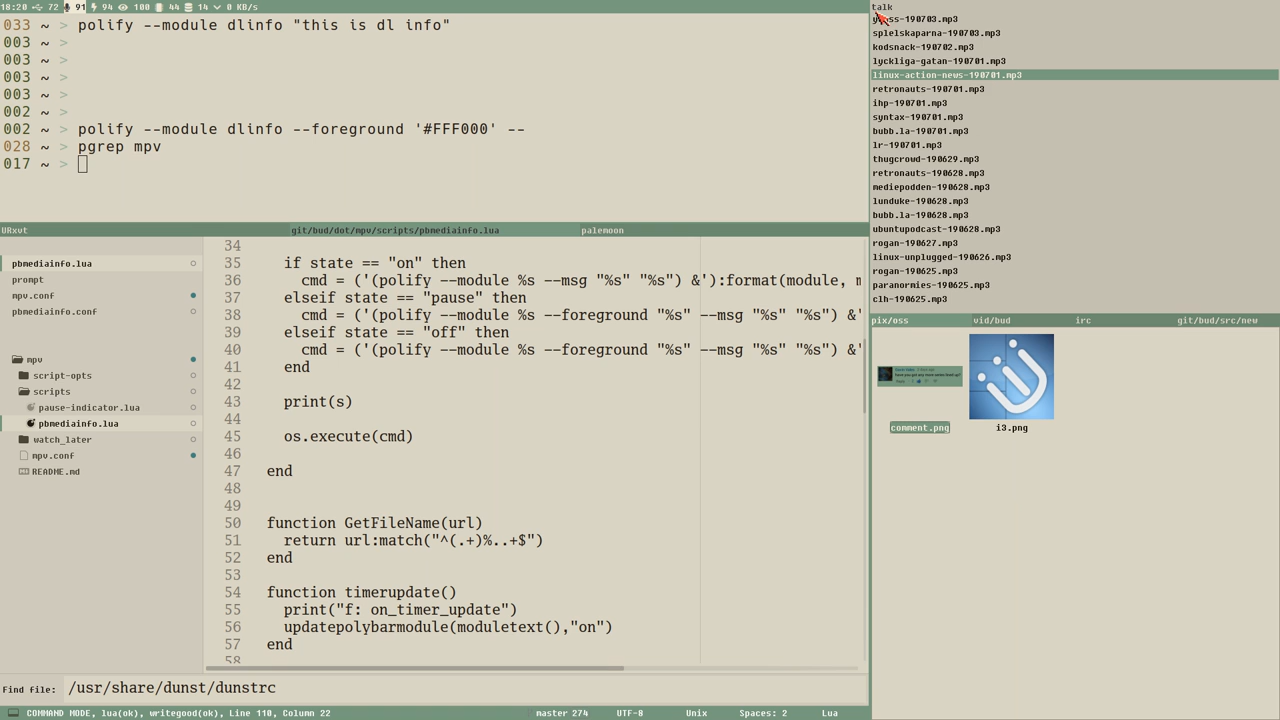 18:20 72 91 94 100 44 14 0 KB/s
033 ~ > polify --module dlinfo "this is dl info"
003 ~ >
003 ~ >
003 ~ >
003 ~ >
002 ~ >
002 ~ > polify --module dlinfo --foreground '#FFF000' --
028 ~ > pgrep mpv
017 ~ >
URxvt git/bud/dot/mpv/scripts/pbmediainfo.lua palemoon
pbmediainfo.lua
prompt
mpv.conf
pbmediainfo.conf
mpv
script-opts
scripts
pause-indicator.lua
pbmediainfo.lua
watch_later
mpv.conf
README.md
34
35 if state == "on" then
36 cmd = ('(polify --module %s --msg "%s" "%s") &'):format(module, m
37 elseif state == "pause" then
38 cmd = ('(polify --module %s --foreground "%s" --msg "%s" "%s") &'
39 elseif state == "off" then
40 cmd = ('(polify --module %s --foreground "%s" --msg "%s" "%s") &'
41 end
42
43 print(s)
44
45 os.execute(cmd)
46
47 end
48
49
50 function GetFileName(url)
51 return url:match("^(.+)%..+$")
52 end
53
54 function timerupdate()
55 print("f: on_timer_update")
56 updatepolybarmodule(moduletext(),"on")
57 end
58
Find file: /usr/share/dunst/dunstrc
COMMAND MODE, lua(ok), writegood(ok), Line 110, Column 22 master 274 UTF-8 Unix Spaces: 2 Lua
talk
ss-190703.mp3
spelskaparna-190703.mp3
kodsnack-190702.mp3
lyckliga-gatan-190701.mp3
linux-action-news-190701.mp3
retronauts-190701.mp3
ihp-190701.mp3
syntax-190701.mp3
bubb.la-190701.mp3
lr-190701.mp3
thugcrowd-190629.mp3
retronauts-190628.mp3
mediepodden-190628.mp3
lunduke-190628.mp3
bubb.la-190628.mp3
ubuntupodcast-190628.mp3
rogan-190627.mp3
linux-unplugged-190626.mp3
rogan-190625.mp3
paranormies-190625.mp3
clh-190625.mp3
pix/oss vid/bud irc git/bud/src/new
comment.png i3.png